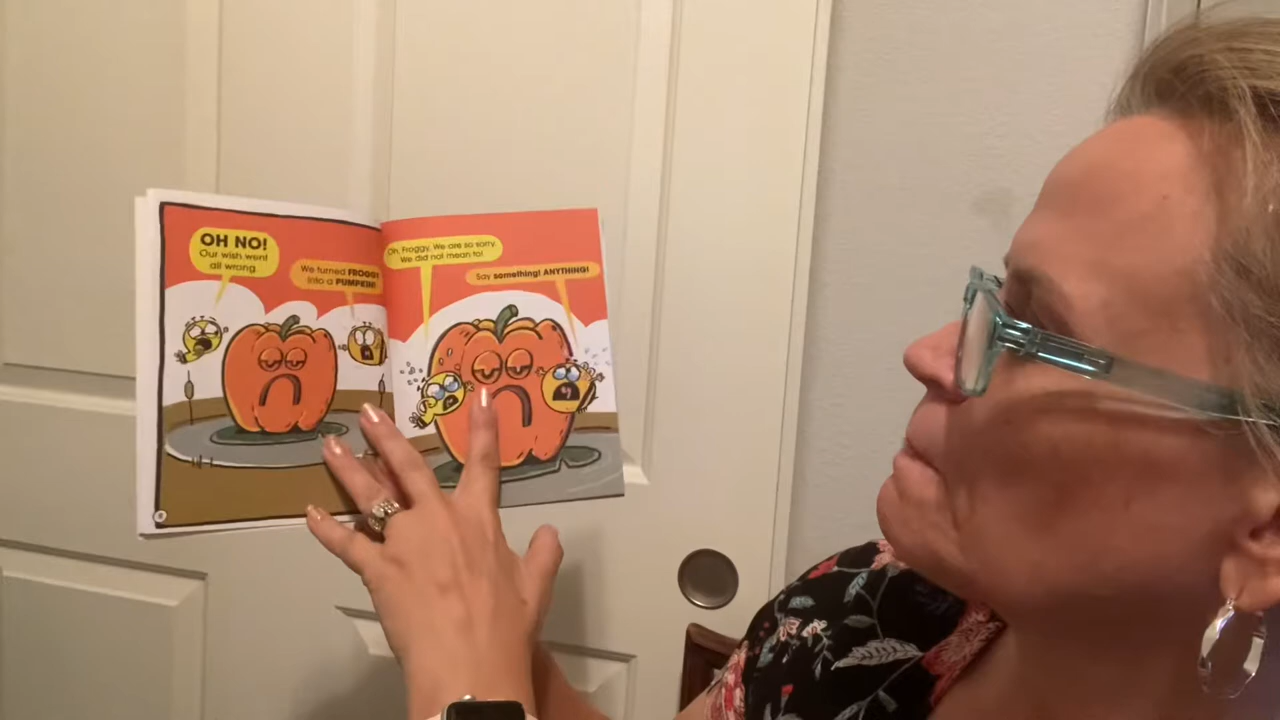 OH NO!
Our wish went
all wrong.
We turned FROGGY
into a PUMPKIN!
Oh, Froggy. We are so sorry.
We did not mean to!
Say something! ANYTHING!